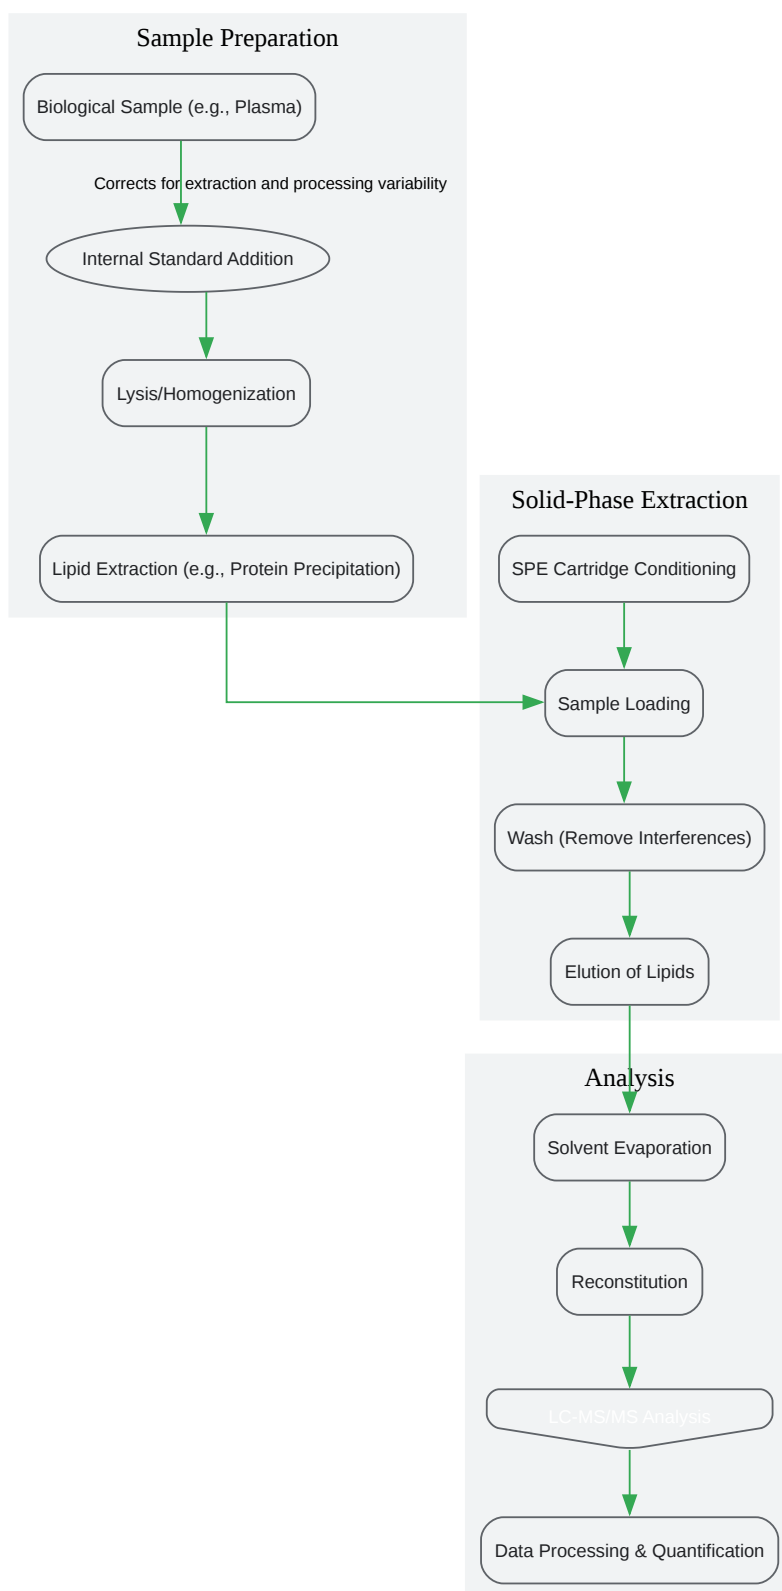 Sample Preparation
Biological Sample (e.g., Plasma)
Corrects for extraction and processing variability
Internal Standard Addition
Lysis/Homogenization
Lipid Extraction (e.g., Protein Precipitation)
Solid-Phase Extraction
SPE Cartridge Conditioning
Sample Loading
Wash (Remove Interferences)
Elution of Lipids
Analysis
Solvent Evaporation
Reconstitution
LC-MS/MS Analysis
Data Processing & Quantification